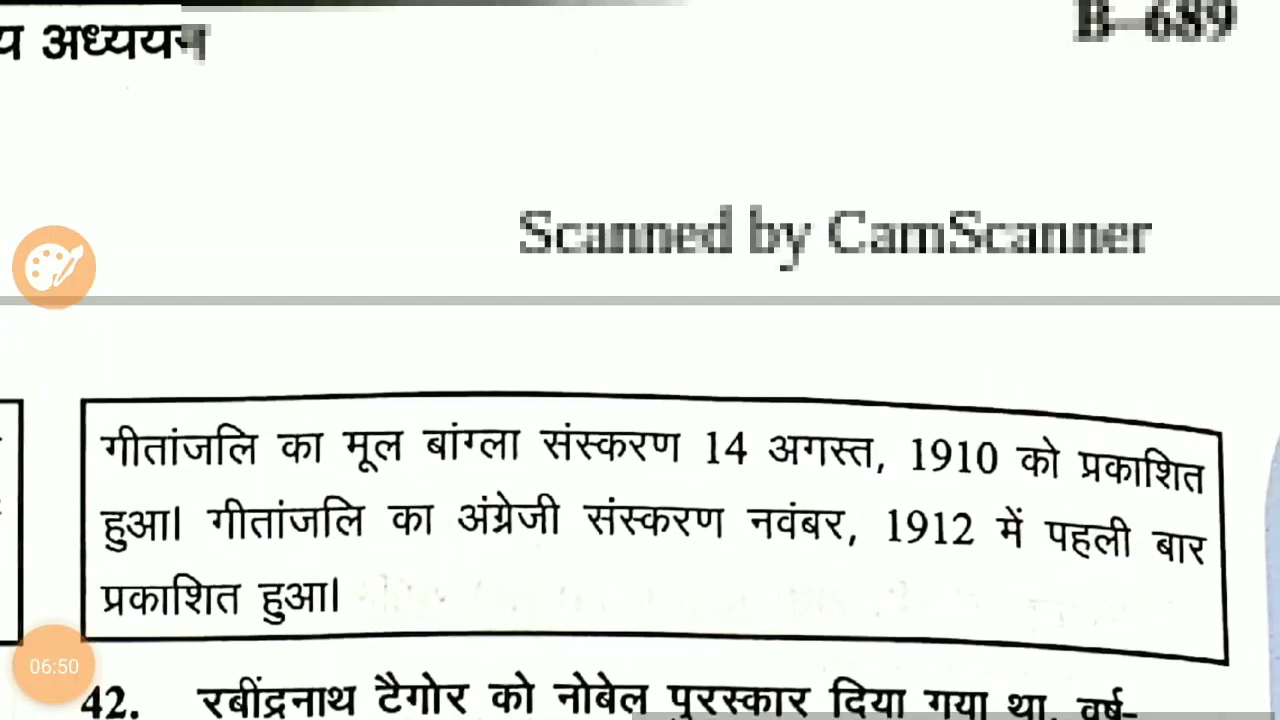 य अध्ययन
B-689
Scanned by CamScanner
गीतांजलि का मूल बांग्ला संस्करण 14 अगस्त, 1910 को प्रकाशित
हुआ। गीतांजलि का अंग्रेजी संस्करण नवंबर, 1912 में पहली बार
प्रकाशित हुआ।
06:50
42. रबींद्रनाथ टैगोर को नोबेल पुरस्कार दिया गया था, वर्ष-